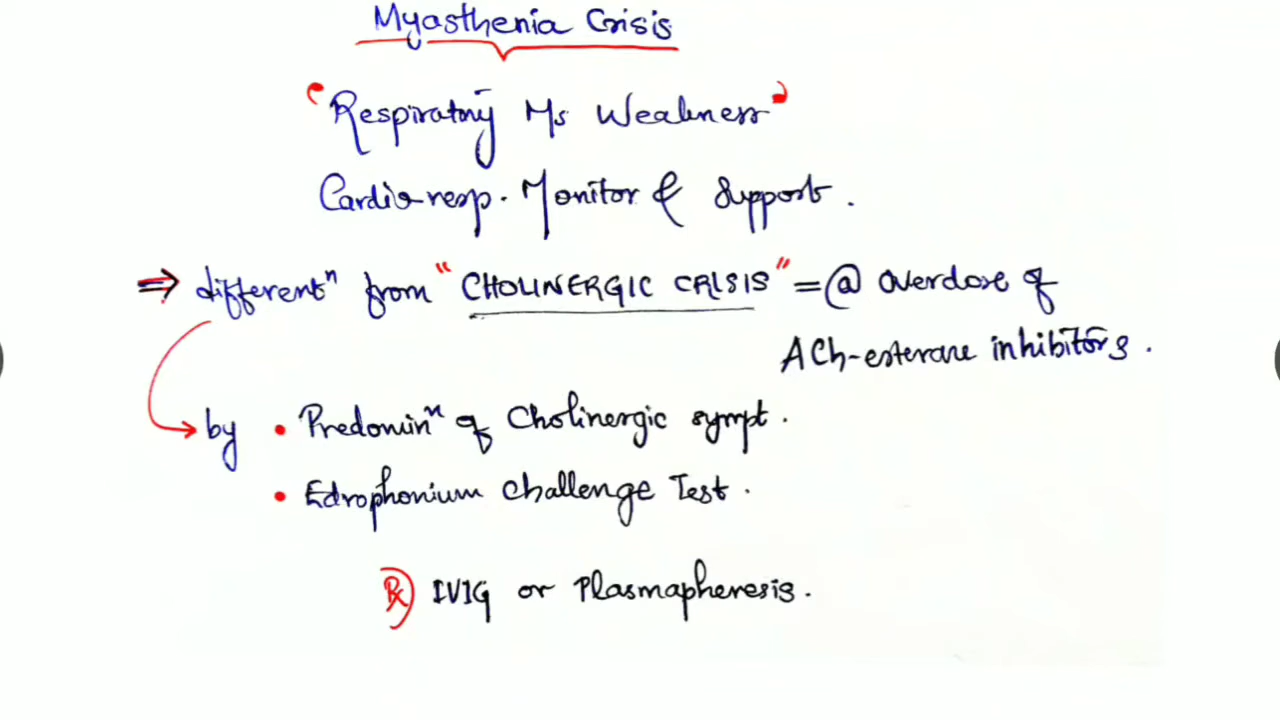 Myasthenia Crisis
"Respiratory Ms Weakness"
Cardio-resp. Monitor & Support.
⇒ differentⁿ from "CHOLINERGIC CRISIS" = @ Overdose of
ACh-esterase inhibitors.
by • Predominⁿ of Cholinergic sympt.
• Edrophonium Challenge Test.
Rx IVIG or Plasmapheresis.